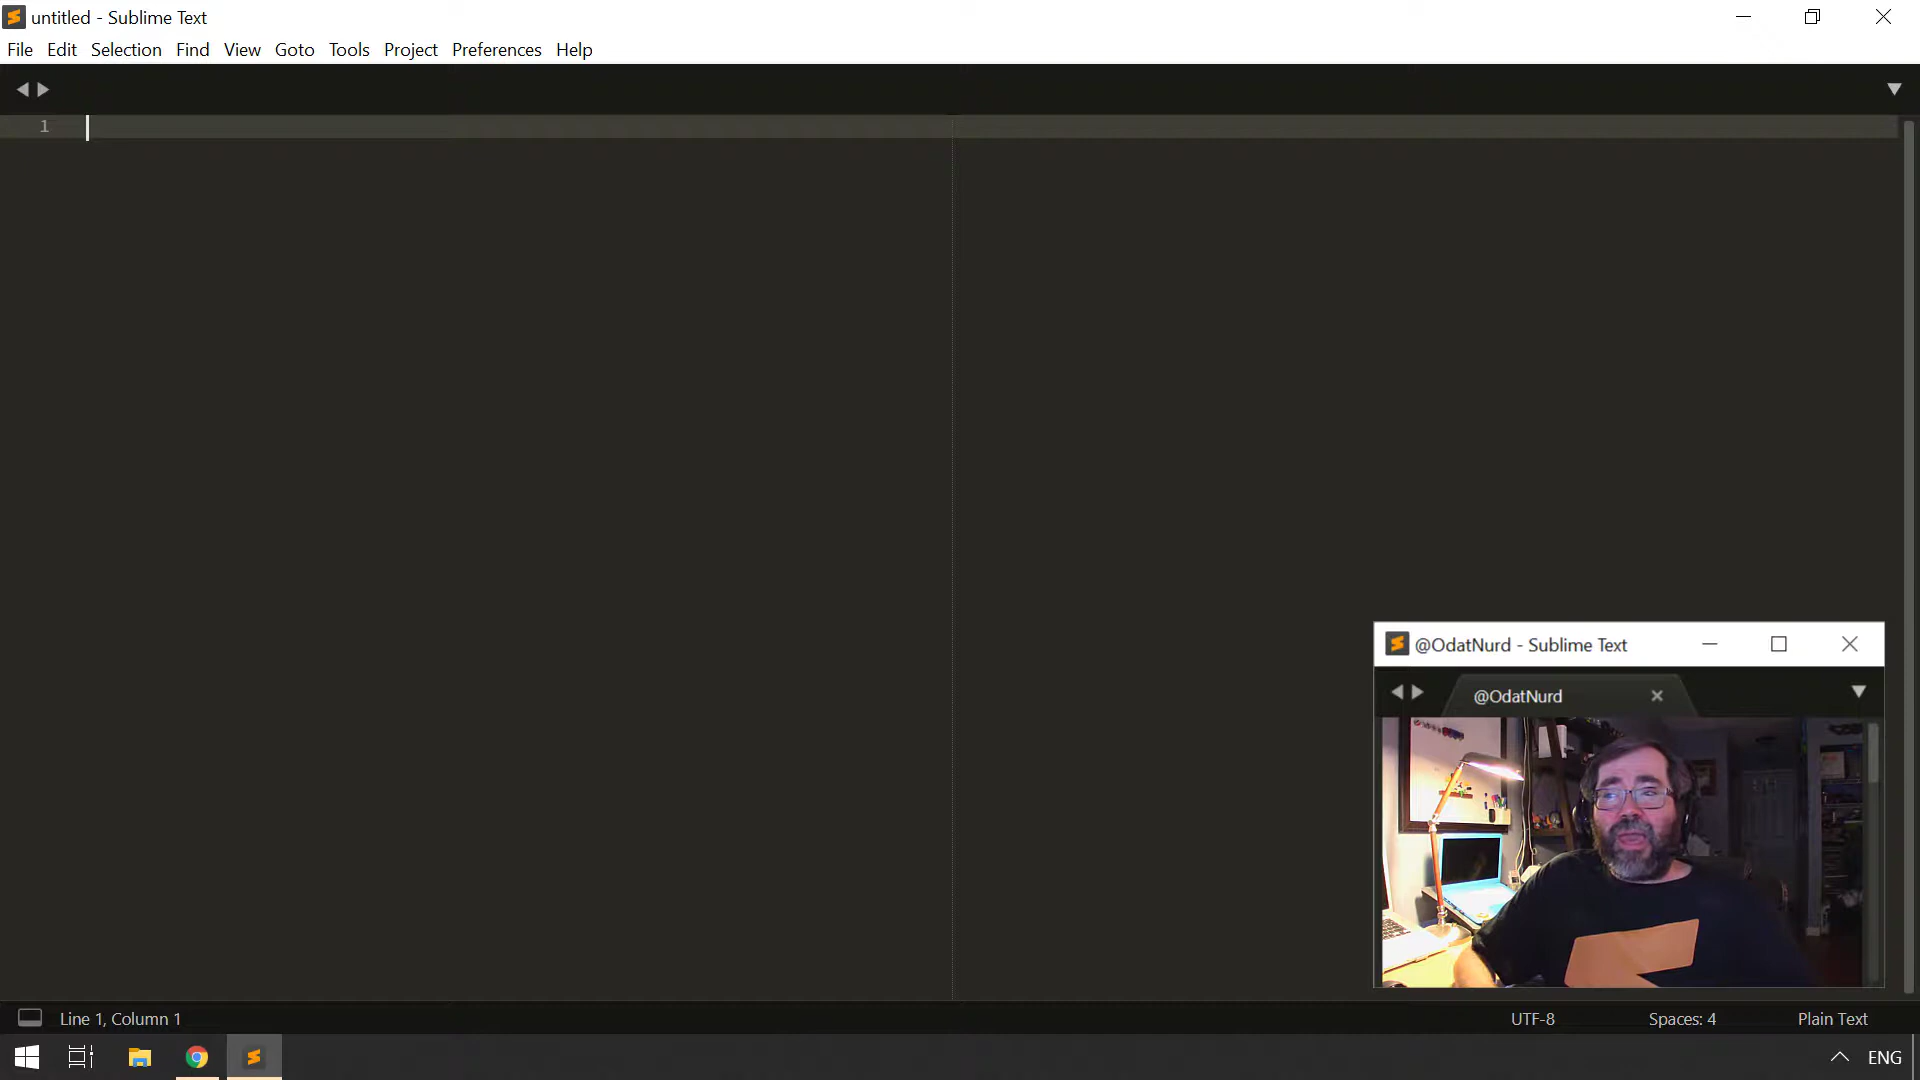 untitled - Sublime Text
File Edit Selection Find View Goto Tools Project Preferences Help
1
@OdatNurd - Sublime Text
@OdatNurd
Line 1, Column 1
UTF-8
Spaces: 4
Plain Text
ENG